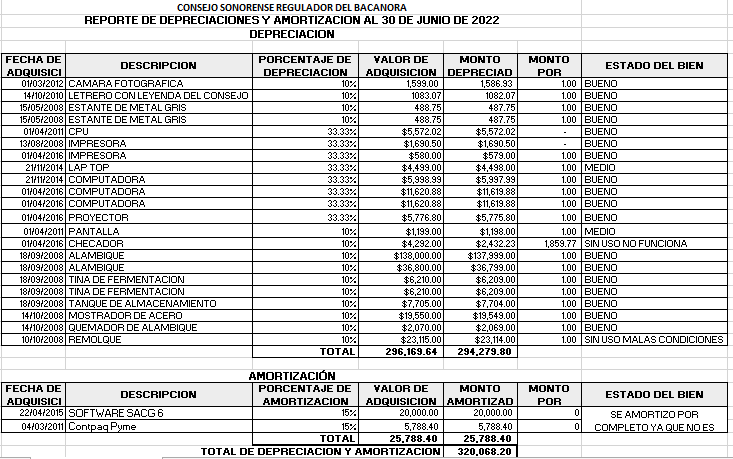 CONSEJO SONORENSE REGULADOR DEL BACANORA
REPORTE DE DEPRECIACIONES Y AMORTIZACION AL 30 DE JUNIO DE 2022
DEPRECIACION
FECHA DE ADQUISICI DESCRIPCION PORCENTAJE DE DEPRECIACION VALOR DE ADQUISICION MONTO DEPRECIAD MONTO POR ESTADO DEL BIEN
01/03/2012 CAMARA FOTOGRAFICA 10% 1,599.00 1,586.93 1.00 BUENO
14/10/2010 LETRERO CON LEYENDA DEL CONSEJO 10% 1083.07 1082.07 1.00 BUENO
15/05/2008 ESTANTE DE METAL GRIS 10% 488.75 487.75 1.00 BUENO
15/05/2008 ESTANTE DE METAL GRIS 10% 488.75 487.75 1.00 BUENO
01/04/2011 CPU 33.33% $5,572.02 $5,572.02 - BUENO
13/08/2008 IMPRESORA 33.33% $1,690.50 $1,690.50 - BUENO
01/04/2016 IMPRESORA 33.33% $580.00 $579.00 1.00 BUENO
21/11/2014 LAP TOP 33.33% $4,499.00 $4,498.00 1.00 MEDIO
21/11/2014 COMPUTADORA 33.33% $5,998.99 $5,997.99 1.00 BUENO
01/04/2016 COMPUTADORA 33.33% $11,620.88 $11,619.88 1.00 BUENO
01/04/2016 COMPUTADORA 33.33% $11,620.88 $11,619.88 1.00 BUENO
01/04/2016 PROYECTOR 33.33% $5,776.80 $5,775.80 1.00 BUENO
01/04/2011 PANTALLA 10% $1,199.00 $1,198.00 1.00 MEDIO
01/04/2016 CHECADOR 10% $4,292.00 $2,432.23 1,859.77 SIN USO NO FUNCIONA
18/09/2008 ALAMBIQUE 10% $138,000.00 $137,999.00 1.00 BUENO
18/09/2008 ALAMBIQUE 10% $36,800.00 $36,799.00 1.00 BUENO
18/09/2008 TINA DE FERMENTACION 10% $6,210.00 $6,209.00 1.00 BUENO
18/09/2008 TINA DE FERMENTACION 10% $6,210.00 $6,209.00 1.00 BUENO
18/09/2008 TANQUE DE ALMACENAMIENTO 10% $7,705.00 $7,704.00 1.00 BUENO
14/10/2008 MOSTRADOR DE ACERO 10% $19,550.00 $19,549.00 1.00 BUENO
14/10/2008 QUEMADOR DE ALAMBIQUE 10% $2,070.00 $2,069.00 1.00 BUENO
10/10/2008 REMOLQUE 10% $23,115.00 $23,114.00 1.00 SIN USO MALAS CONDICIONES
TOTAL 296,169.64 294,279.80
AMORTIZACIÓN
FECHA DE ADQUISICI DESCRIPCION PORCENTAJE DE AMORTIZACION VALOR DE ADQUISICION MONTO AMORTIZAD MONTO POR ESTADO DEL BIEN
22/04/2015 SOFTWARE SACG 6 15% 20,000.00 20,000.00 0 SE AMORTIZO POR
04/03/2011 Contpaq Pyme 15% 5,788.40 5,788.40 0 COMPLETO YA QUE NO ES
TOTAL 25,788.40 25,788.40
TOTAL DE DEPRECIACION Y AMORTIZACION 320,068.20